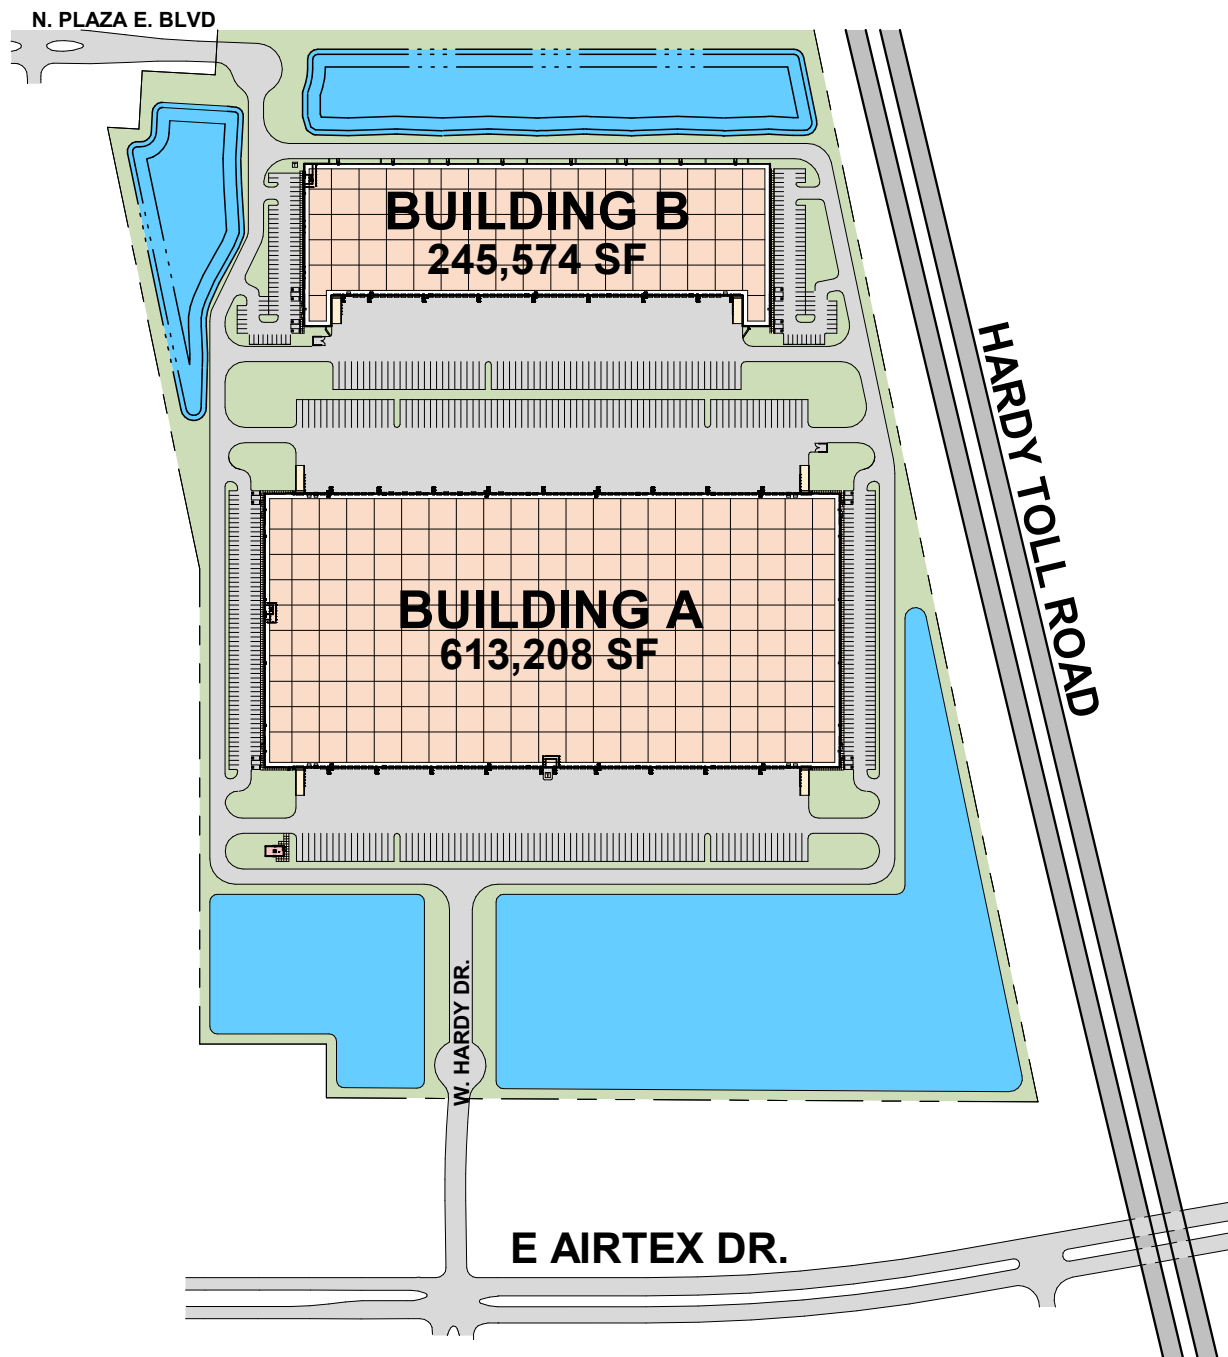 N. PLAZA E. BLVD
BUILDING B
245,574 SF
HARDY TOLL ROAD
BUILDING A
613,208 SF
W. HARDY DR.
E AIRTEX DR.